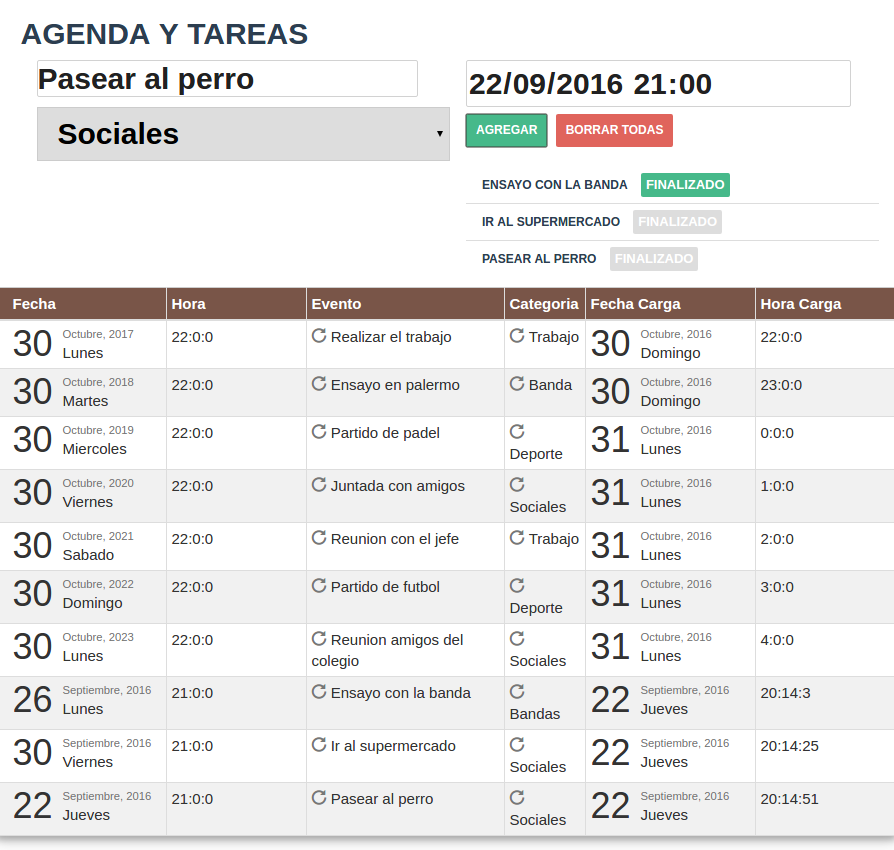 AGENDA Y TAREAS
Pasear al perro
22/09/2016 21:00
Sociales
AGREGAR BORRAR TODAS
ENSAYO CON LA BANDA FINALIZADO
IR AL SUPERMERCADO FINALIZADO
PASEAR AL PERRO FINALIZADO
Fecha Hora Evento Categoria Fecha Carga Hora Carga
30 Octubre, 2017 Lunes 22:0:0 Realizar el trabajo Trabajo 30 Octubre, 2016 Domingo 22:0:0
30 Octubre, 2018 Martes 22:0:0 Ensayo en palermo Banda 30 Octubre, 2016 Domingo 23:0:0
30 Octubre, 2019 Miercoles 22:0:0 Partido de padel Deporte 31 Octubre, 2016 Lunes 0:0:0
30 Octubre, 2020 Viernes 22:0:0 Juntada con amigos Sociales 31 Octubre, 2016 Lunes 1:0:0
30 Octubre, 2021 Sabado 22:0:0 Reunion con el jefe Trabajo 31 Octubre, 2016 Lunes 2:0:0
30 Octubre, 2022 Domingo 22:0:0 Partido de futbol Deporte 31 Octubre, 2016 Lunes 3:0:0
30 Octubre, 2023 Lunes 22:0:0 Reunion amigos del colegio Sociales 31 Octubre, 2016 Lunes 4:0:0
26 Septiembre, 2016 Lunes 21:0:0 Ensayo con la banda Bandas 22 Septiembre, 2016 Jueves 20:14:3
30 Septiembre, 2016 Viernes 21:0:0 Ir al supermercado Sociales 22 Septiembre, 2016 Jueves 20:14:25
22 Septiembre, 2016 Jueves 21:0:0 Pasear al perro Sociales 22 Septiembre, 2016 Jueves 20:14:51